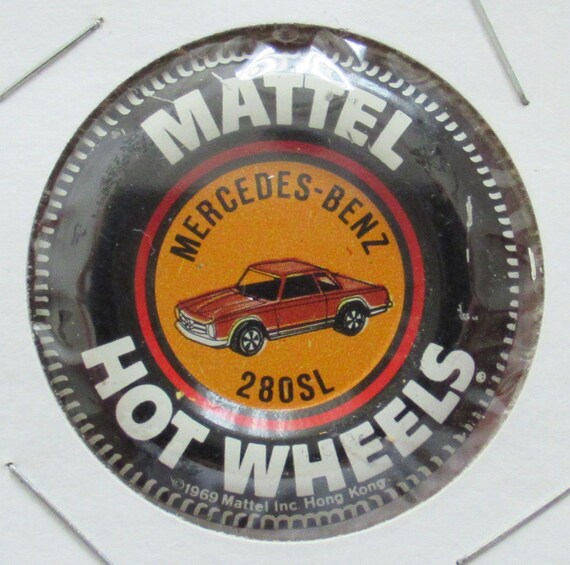 MATTEL
MERCEDES-BENZ
280SL
HOT WHEELS®
©1969 Mattel Inc. Hong Kong